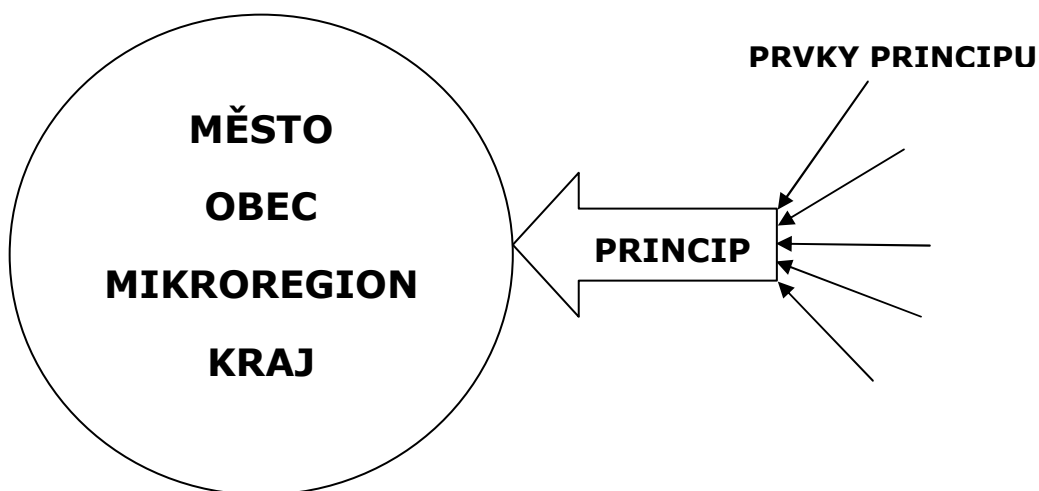 PRVKY PRINCIPU
MĚSTO
OBEC
MIKROREGION
KRAJ
PRINCIP